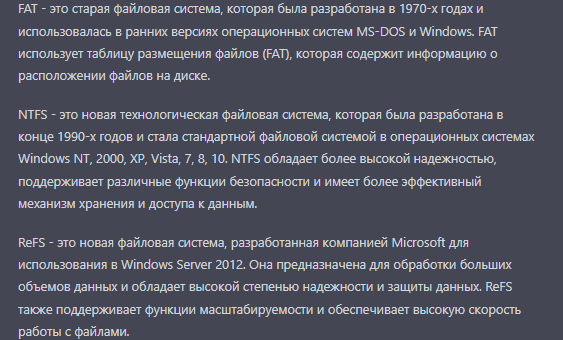 FAT - это старая файловая система, которая была разработана в 1970-х годах и
использовалась в ранних версиях операционных систем MS-DOS и Windows. FAT
использует таблицу размещения файлов (FAT), которая содержит информацию о
расположении файлов на диске.
NTFS - это новая технологическая файловая система, которая была разработана в
конце 1990-х годов и стала стандартной файловой системой в операционных системах
Windows NT, 2000, XP, Vista, 7, 8, 10. NTFS обладает более высокой надежностью,
поддерживает различные функции безопасности и имеет более эффективный
механизм хранения и доступа к данным.
ReFS - это новая файловая система, разработанная компанией Microsoft для
использования в Windows Server 2012. Она предназначена для обработки больших
объемов данных и обладает высокой степенью надежности и защиты данных. ReFS
также поддерживает функции масштабируемости и обеспечивает высокую скорость
работы с файлами.